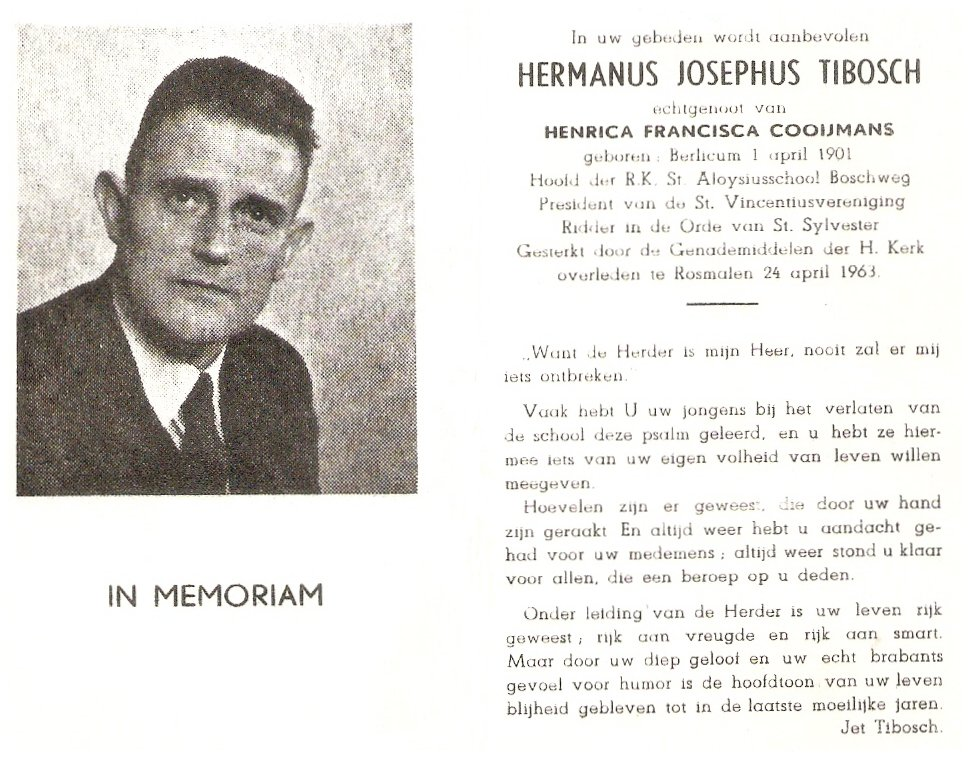 IN MEMORIAM
In uw gebeden wordt aanbevolen
HERMANUS JOSEPHUS TIBOSCH
echtgenoot van
HENRICA FRANCISCA COOIJMANS
geboren : Berlicum 1 april 1901
Hoofd der R.K. St. Aloysiusschool Boschweg
President van de St. Vincentiusvereniging
Ridder in de Orde van St. Sylvester
Gesterkt door de Genademiddelen der H. Kerk
overleden te Rosmalen 24 april 1963.
„Want de Herder is mijn Heer, nooit zal er mij
iets ontbreken.
Vaak hebt U uw jongens bij het verlaten van
de school deze psalm geleerd, en u hebt ze hier-
mee iets van uw eigen volheid van leven willen
meegeven.
Hoevelen zijn er geweest, die door uw hand
zijn geraakt En altijd weer hebt u aandacht ge-
had voor uw medemens ; altijd weer stond u klaar
voor allen, die een beroep op u deden.
Onder leiding van de Herder is uw leven rijk
geweest ; rijk aan vreugde en rijk aan smart.
Maar door uw diep geloof en uw echt brabants
gevoel voor humor is de hoofdtoon van uw leven
blijheid gebleven tot in de laatste moeilijke jaren.
Jet Tibosch.